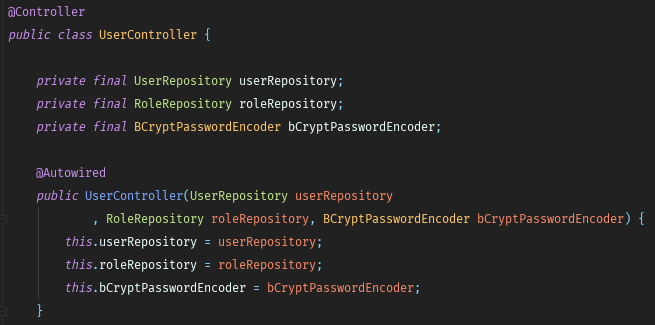 @Controller
public class UserController {
private final UserRepository userRepository;
private final RoleRepository roleRepository;
private final BCryptPasswordEncoder bCryptPasswordEncoder;
@Autowired
public UserController(UserRepository userRepository
, RoleRepository roleRepository, BCryptPasswordEncoder bCryptPasswordEncoder) {
this.userRepository = userRepository;
this.roleRepository = roleRepository;
this.bCryptPasswordEncoder = bCryptPasswordEncoder;
}